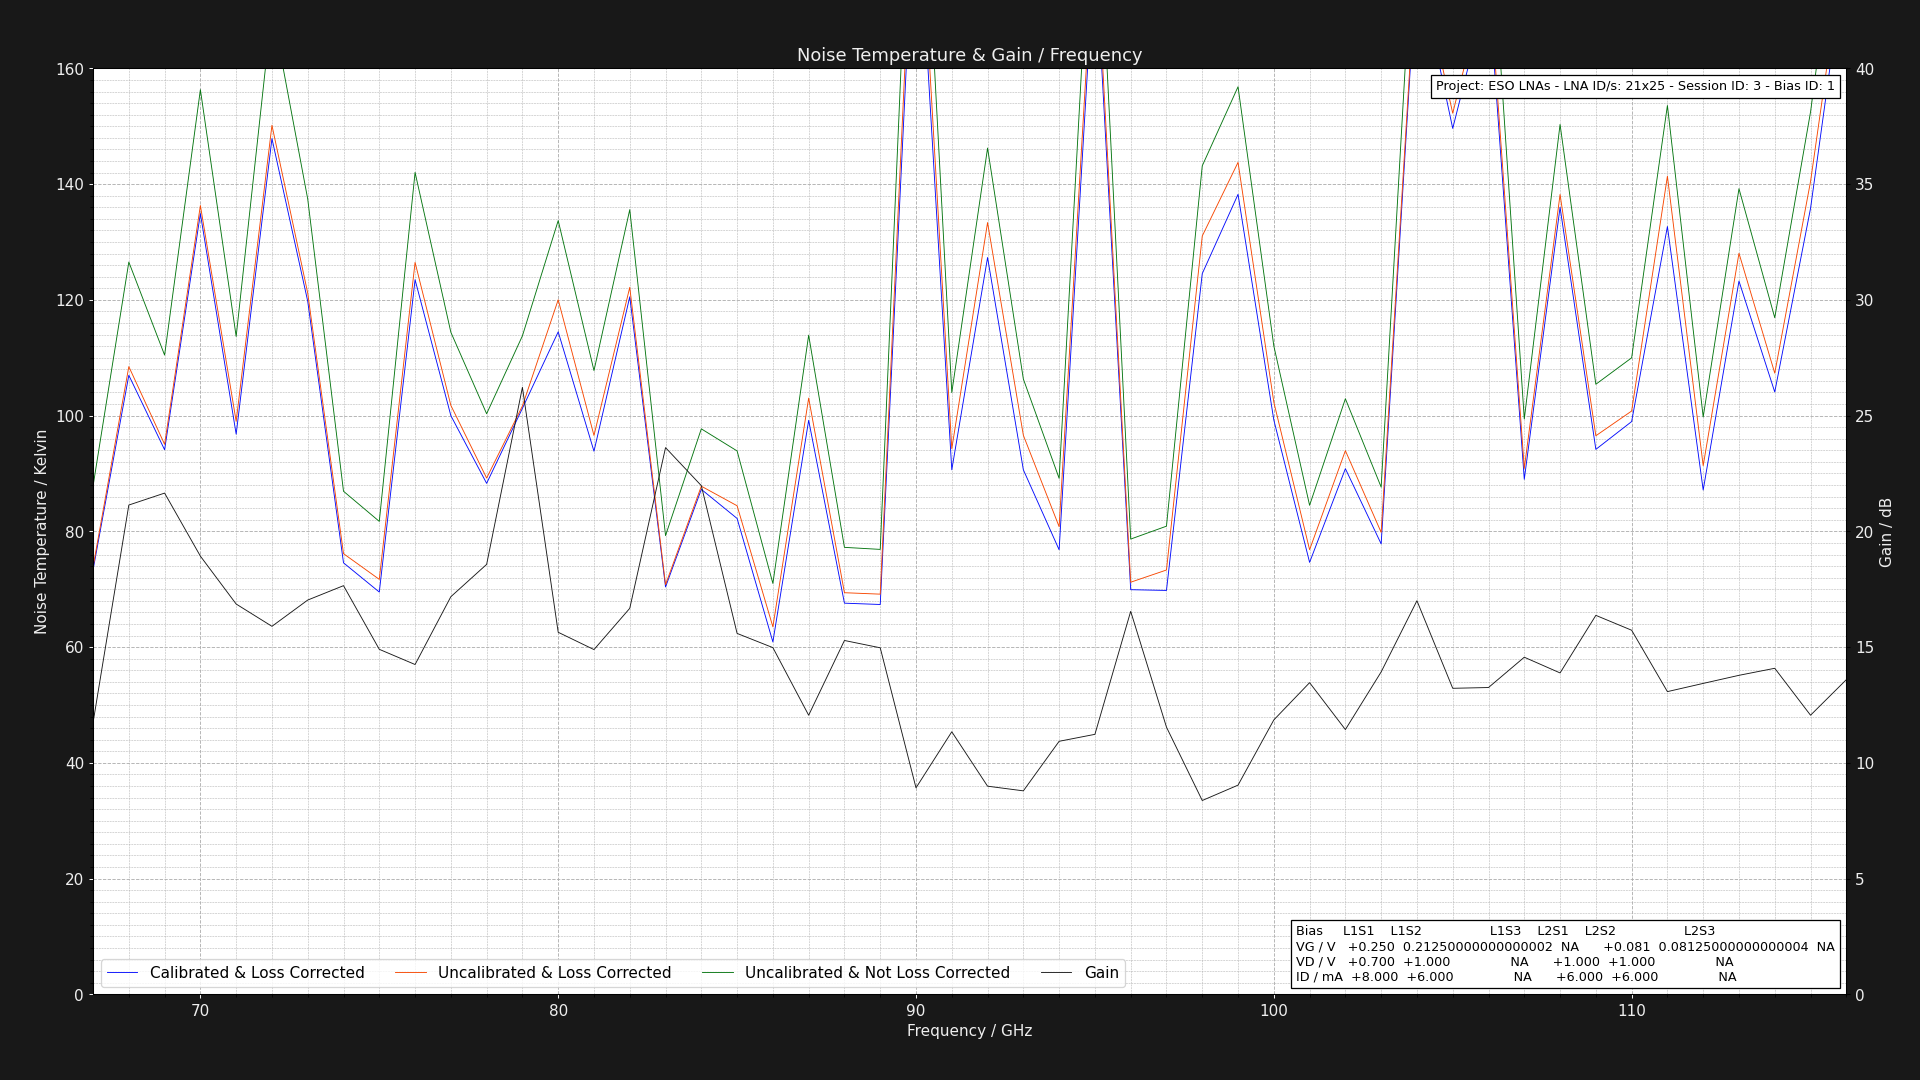 Noise Temperature & Gain / Frequency
Project: ESO LNAs - LNA ID/s: 21x25 - Session ID: 3 - Bias ID: 1
Noise Temperature / Kelvin
160
140
120
100
80
60
40
20
0
40
35
30
25
20
15
10
5
0
Gain / dB
Bias L1S1 L1S2 L1S3 L2S1 L2S2 L2S3
VG / V +0.250 0.21250000000000002 NA +0.081 0.08125000000000004 NA
VD / V +0.700 +1.000 NA +1.000 +1.000 NA
ID / mA +8.000 +6.000 NA +6.000 +6.000 NA
Calibrated & Loss Corrected Uncalibrated & Loss Corrected Uncalibrated & Not Loss Corrected Gain
70 80 90 100 110
Frequency / GHz